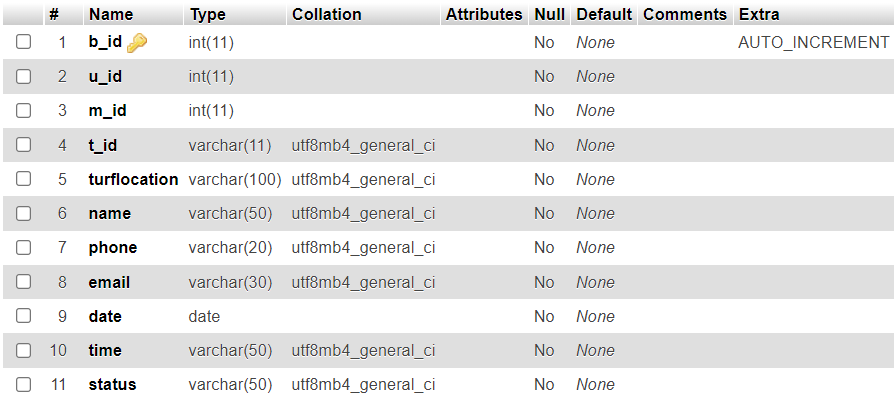 # Name Type Collation Attributes Null Default Comments Extra
1 b_id int(11) No None AUTO_INCREMENT
2 u_id int(11) No None
3 m_id int(11) No None
4 t_id varchar(11) utf8mb4_general_ci No None
5 turflocation varchar(100) utf8mb4_general_ci No None
6 name varchar(50) utf8mb4_general_ci No None
7 phone varchar(20) utf8mb4_general_ci No None
8 email varchar(30) utf8mb4_general_ci No None
9 date date No None
10 time varchar(50) utf8mb4_general_ci No None
11 status varchar(50) utf8mb4_general_ci No None